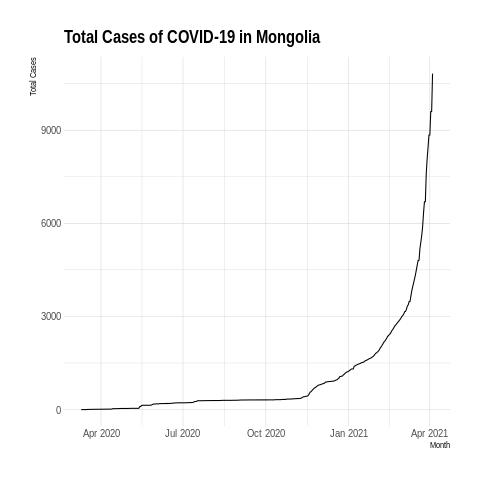 Total Cases of COVID-19 in Mongolia
Total Cases
9000
6000
3000
0
Apr 2020 Jul 2020 Oct 2020 Jan 2021 Apr 2021
Month